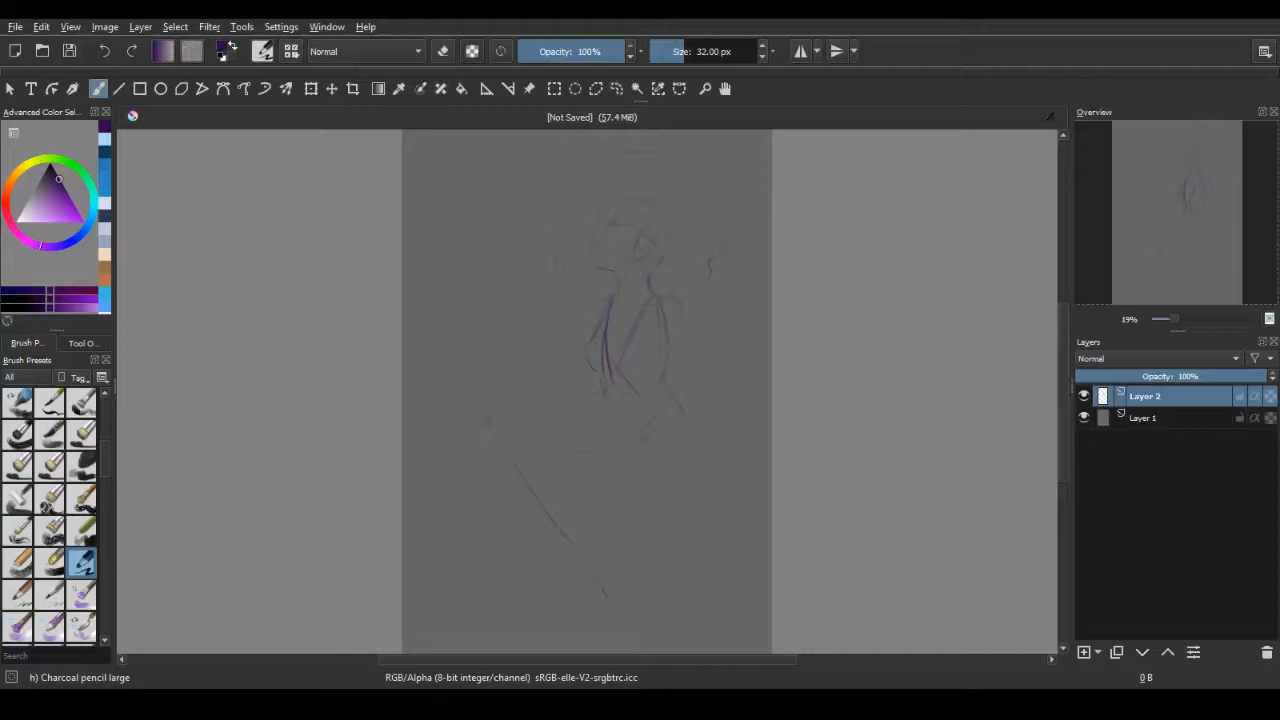 File Edit View Image Layer Select Filter Tools Settings Window Help
Normal Opacity: 100% Size: 32.00 px
Advanced Color Sel...
[Not Saved] (57.4 MiB)
Overview
19%
Brush P... Tool O...
Brush Presets
All Tag
Search
Layers
Normal
Opacity: 100%
Layer 2
Layer 1
h) Charcoal pencil large RGB/Alpha (8-bit integer/channel) sRGB-elle-V2-srgbtrc.icc 0 B